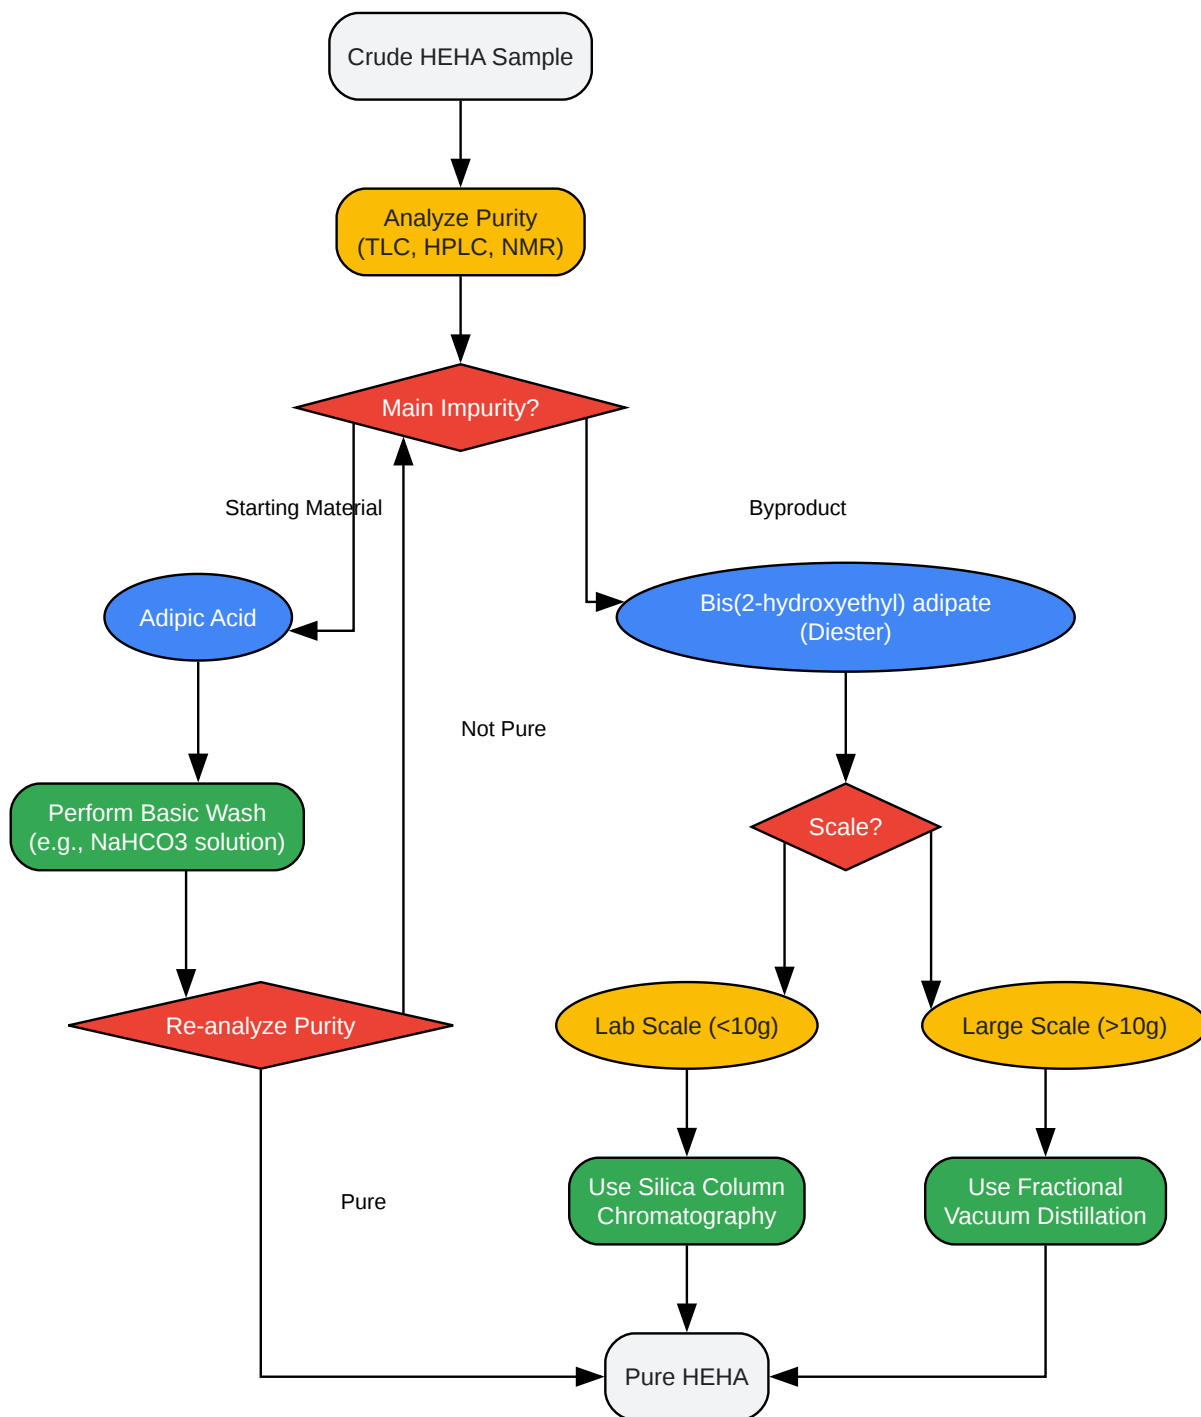 Crude HEHA Sample
Analyze Purity
(TLC, HPLC, NMR)
Main Impurity?
Starting Material
Byproduct
Adipic Acid
Bis(2-hydroxyethyl) adipate
(Diester)
Not Pure
Perform Basic Wash
(e.g., NaHCO3 solution)
Scale?
Re-analyze Purity
Lab Scale (<10g)
Large Scale (>10g)
Pure
Use Silica Column
Chromatography
Use Fractional
Vacuum Distillation
Pure HEHA